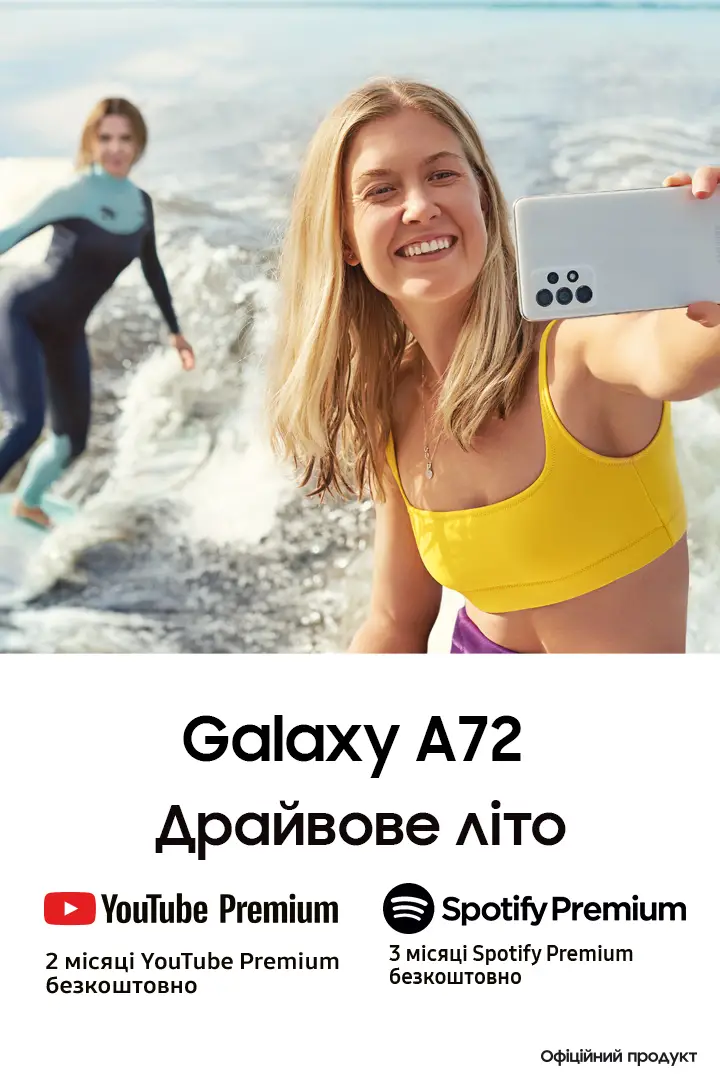 Galaxy A72
Драйвове літо
YouTube Premium
2 місяці YouTube Premium
безкоштовно
Spotify Premium
3 місяці Spotify Premium
безкоштовно
Офіційний продукт